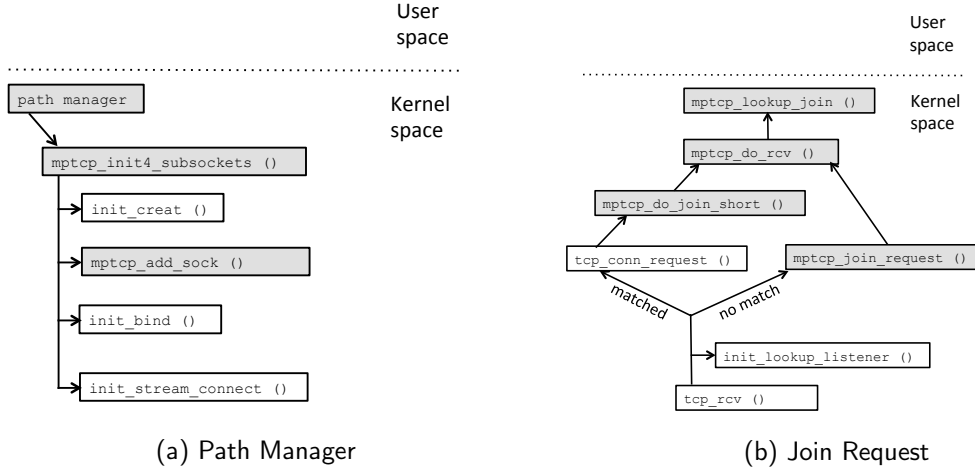 User
space
path manager
Kernel
space
mptcp_init4_subsockets ()
init_creat ()
mptcp_add_sock ()
init_bind ()
init_stream_connect ()
(a) Path Manager
User
space
mptcp_lookup_join ()
Kernel
space
mptcp_do_rcv ()
mptcp_do_join_short ()
tcp_conn_request ()
mptcp_join_request ()
matched
no match
init_lookup_listener ()
tcp_rcv ()
(b) Join Request